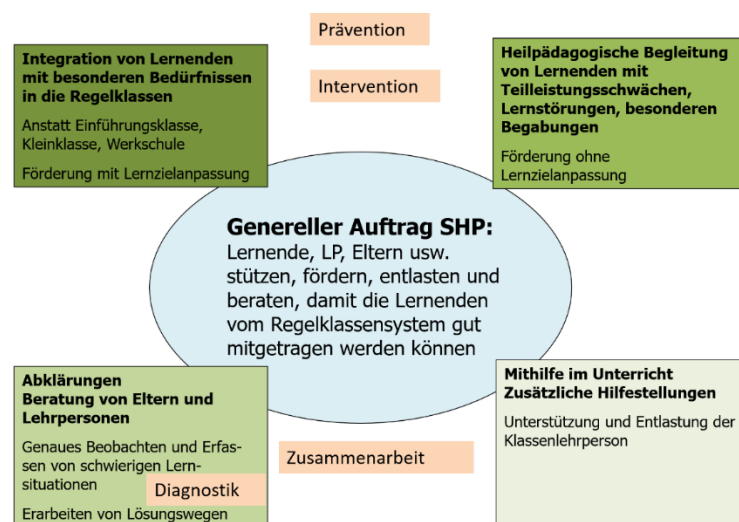 Prävention
Intervention
Integration von Lernenden
mit besonderen Bedürfnissen
in die Regelklassen
Anstatt Einführungsklasse,
Kleinklasse, Werkschule
Förderung mit Lernzielanpassung
Heilpädagogische Begleitung
von Lernenden mit
Teilleistungsschwächen,
Lernstörungen, besonderen
Begabungen
Förderung ohne
Lernzielanpassung
Genereller Auftrag SHP:
Lernende, LP, Eltern usw.
stützen, fördern, entlasten und
beraten, damit die Lernenden
vom Regelklassensystem gut
mitgetragen werden können
Abklärungen
Beratung von Eltern und
Lehrpersonen
Genaues Beobachten und Erfas-
sen von schwierigen Lern-
situationen
Diagnostik
Erarbeiten von Lösungswegen
Zusammenarbeit
Mithilfe im Unterricht
Zusätzliche Hilfestellungen
Unterstützung und Entlastung der
Klassenlehrperson